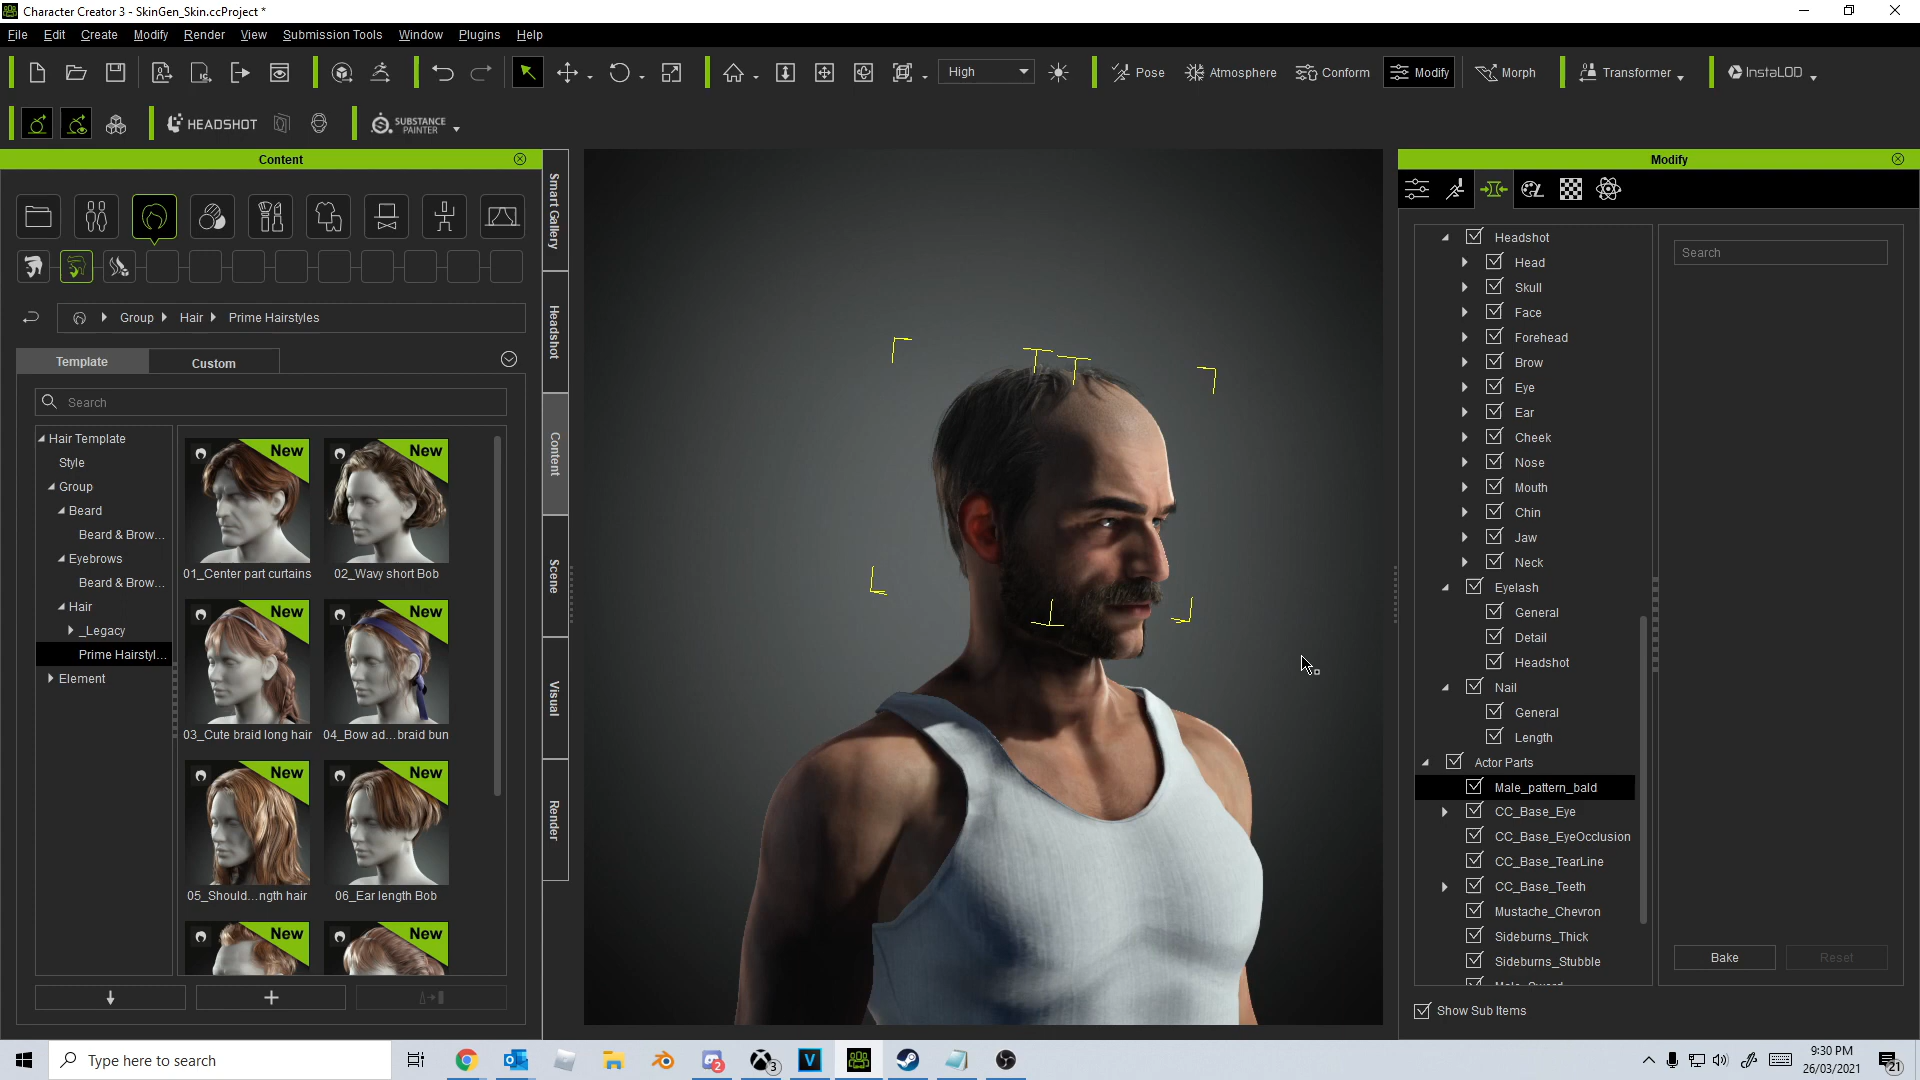 Character Creator 3 - SkinGen_Skin.ccProject *
File Edit Create Modify Render View Submission Tools Window Plugins Help
High Pose Atmosphere Conform Modify Morph Transformer InstaLOD
HEADSHOT SUBSTANCE PAINTER
Content
Group Hair Prime Hairstyles
Template Custom
Search
Hair Template
Style
Group
Beard
Beard & Brow...
Eyebrows
Beard & Brow...
Hair
_Legacy
Prime Hairstyl...
Element
New New
01_Center part curtains 02_Wavy short Bob
New New
03_Cute braid long hair 04_Bow ad...braid bun
New New
05_Should...ngth hair 06_Ear length Bob
New New
Smart Gallery
Headshot
Content
Scene
Visual
Render
Modify
Headshot
Head
Skull
Face
Forehead
Brow
Eye
Ear
Cheek
Nose
Mouth
Chin
Jaw
Neck
Eyelash
General
Detail
Headshot
Nail
General
Length
Actor Parts
Male_pattern_bald
CC_Base_Eye
CC_Base_EyeOcclusion
CC_Base_TearLine
CC_Base_Teeth
Mustache_Chevron
Sideburns_Thick
Sideburns_Stubble
Search
Bake Reset
Show Sub Items
Type here to search
2
3
V
9:30 PM
26/03/2021
21